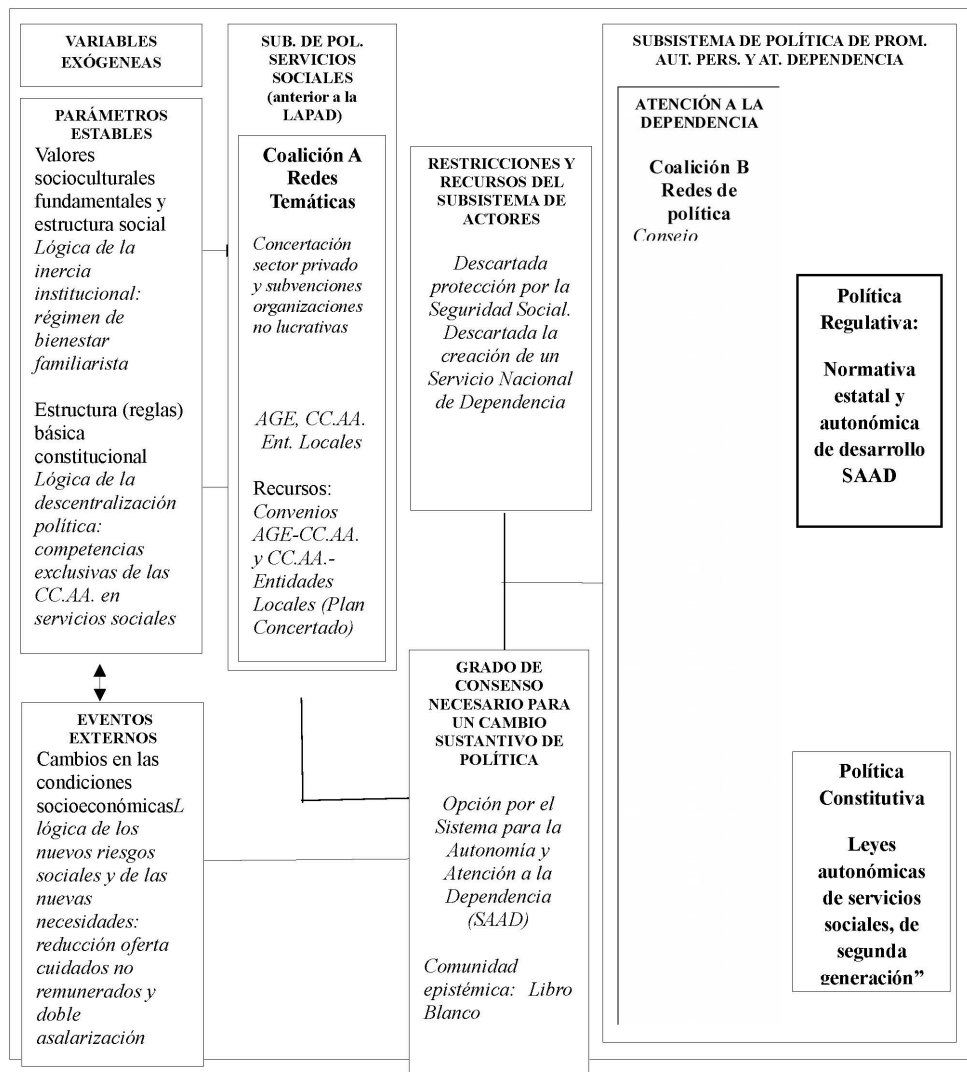 VARIABLES
EXÓGENEAS
PARÁMETROS
ESTABLES
Valores
socioculturales
fundamentales y
estructura social
Lógica de la
inercia
institucional:
régimen de
bienestar
familiarista
Estructura (reglas)
básica
constitucional
Lógica de la
descentralización
política:
competencias
exclusivas de las
CC.AA. en
servicios sociales
EVENTOS
EXTERNOS
Cambios en las
condiciones
socioeconómicasL
lógica de los
nuevos riesgos
sociales y de las
nuevas
necesidades:
reducción oferta
cuidados no
remunerados y
doble
asalarización
SUB. DE POL.
SERVICIOS
SOCIALES
(anterior a la
LAPAD)
Coalición A
Redes
Temáticas
Concertación
sector privado
y subvenciones
organizaciones
no lucrativas
AGE, CC.AA.
Ent. Locales
Recursos:
Convenios
AGE-CC.AA.
y CC.AA.-
Entidades
Locales (Plan
Concertado)
RESTRICCIONES Y
RECURSOS DEL
SUBSISTEMA DE
ACTORES
Descartada
protección por la
Seguridad Social.
Descartada la
creación de un
Servicio Nacional
de Dependencia
GRADO DE
CONSENSO
NECESARIO PARA
UN CAMBIO
SUSTANTIVO DE
POLÍTICA
Opción por el
Sistema para la
Autonomía y
Atención a la
Dependencia
(SAAD)
Comunidad
epistémica: Libro
Blanco
SUBSISTEMA DE POLÍTICA DE PROM.
AUT. PERS. Y AT. DEPENDENCIA
ATENCIÓN A LA
DEPENDENCIA
Coalición B
Redes de
política
Consejo
Política
Regulativa:
Normativa
estatal y
autonómica
de desarrollo
SAAD
Política
Constitutiva
Leyes
autonómicas
de servicios
sociales, de
segunda
generación”